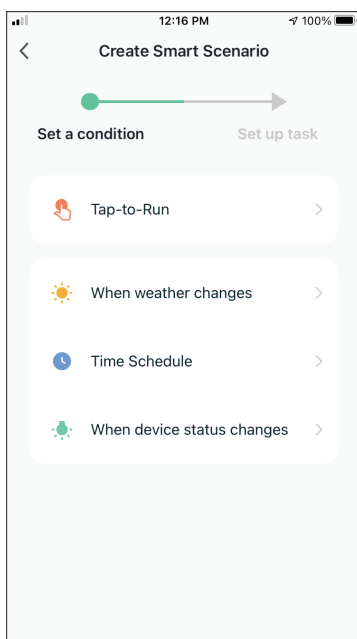 12:16 PM
100%
Create Smart Scenario
Set a condition
Set up task
Tap-to-Run
When weather changes
Time Schedule
When device status changes